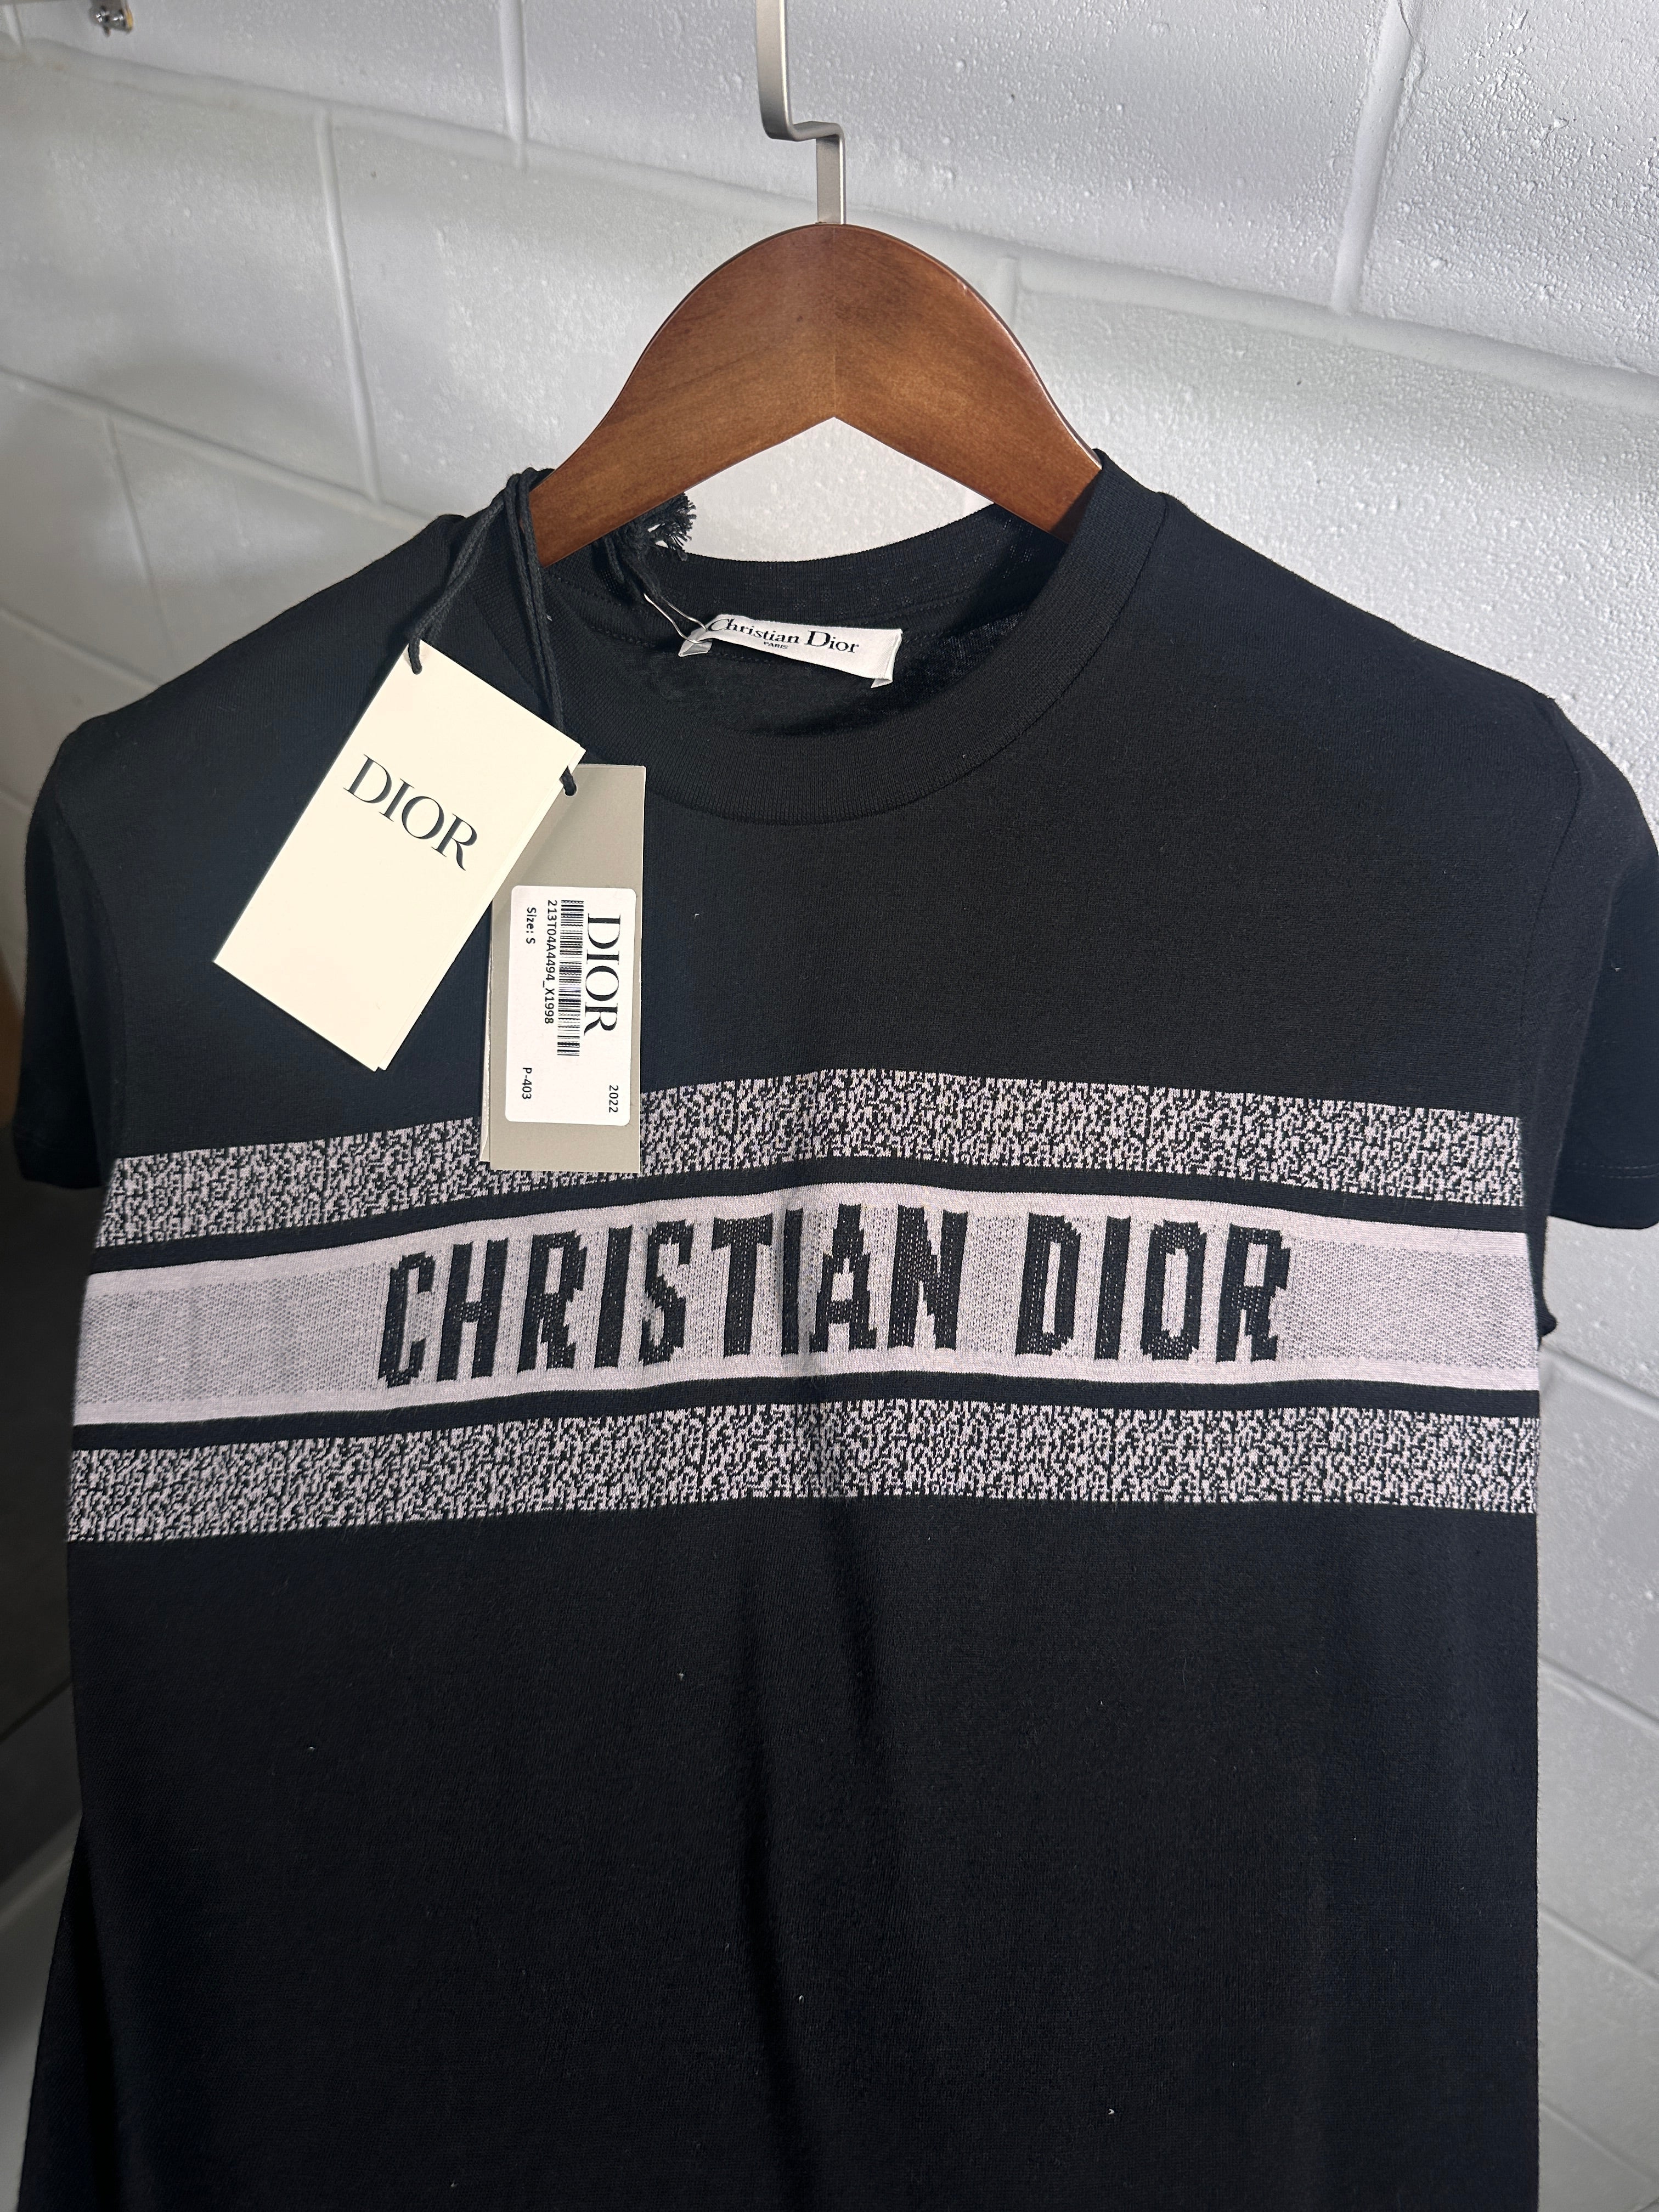 Christian Dior
PARIS
DIOR
DIOR
2022
213T04A4494_X1998
Size: S
P-403
CHRISTIAN DIOR